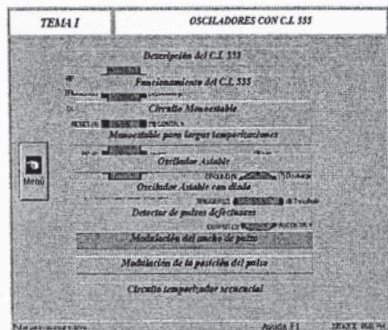 TEMA I
OSCILADORES CON C.I. 555
Descripción del C.I. 555
Funcionamiento del C.I. 555
Circuito Monoestable
Monoestable para largas temporizaciones
Oscilador Astable
Oscilador Astable con diodo
Detector de pulsos defectuosos
Modulación del ancho de pulso
Modulación de la posición del pulso
Circuito temporizador secuencial
Menú
Ayuda F1